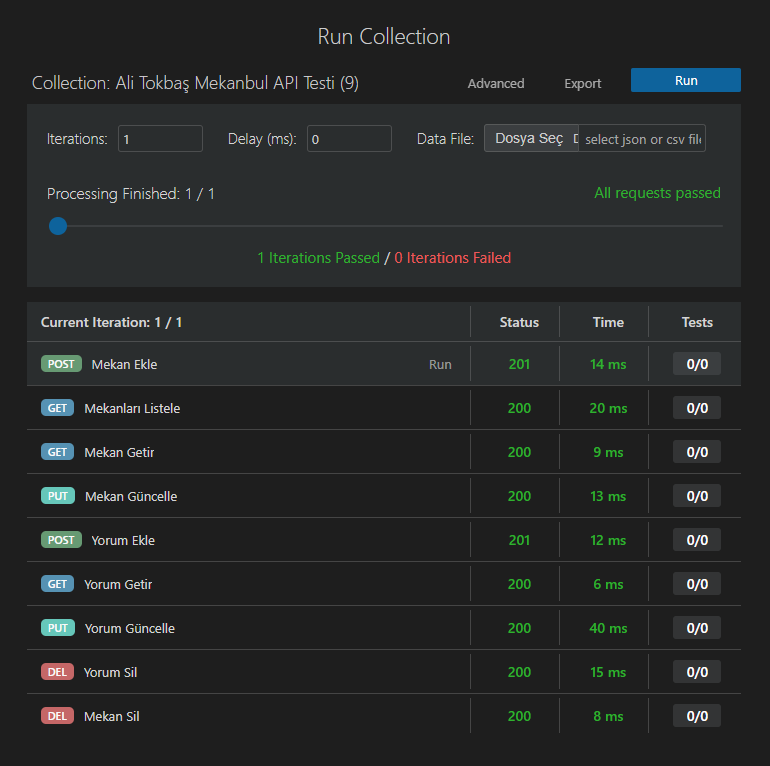 Run Collection
Collection: Ali Tokbaş Mekanbul API Testi (9) Advanced Export Run
Iterations: 1 Delay (ms): 0 Data File: Dosya Seç select json or csv file
Processing Finished: 1 / 1 All requests passed
1 Iterations Passed / 0 Iterations Failed
Current Iteration: 1 / 1 Status Time Tests
POST Mekan Ekle Run 201 14 ms 0/0
GET Mekanları Listele 200 20 ms 0/0
GET Mekan Getir 200 9 ms 0/0
PUT Mekan Güncelle 200 13 ms 0/0
POST Yorum Ekle 201 12 ms 0/0
GET Yorum Getir 200 6 ms 0/0
PUT Yorum Güncelle 200 40 ms 0/0
DEL Yorum Sil 200 15 ms 0/0
DEL Mekan Sil 200 8 ms 0/0